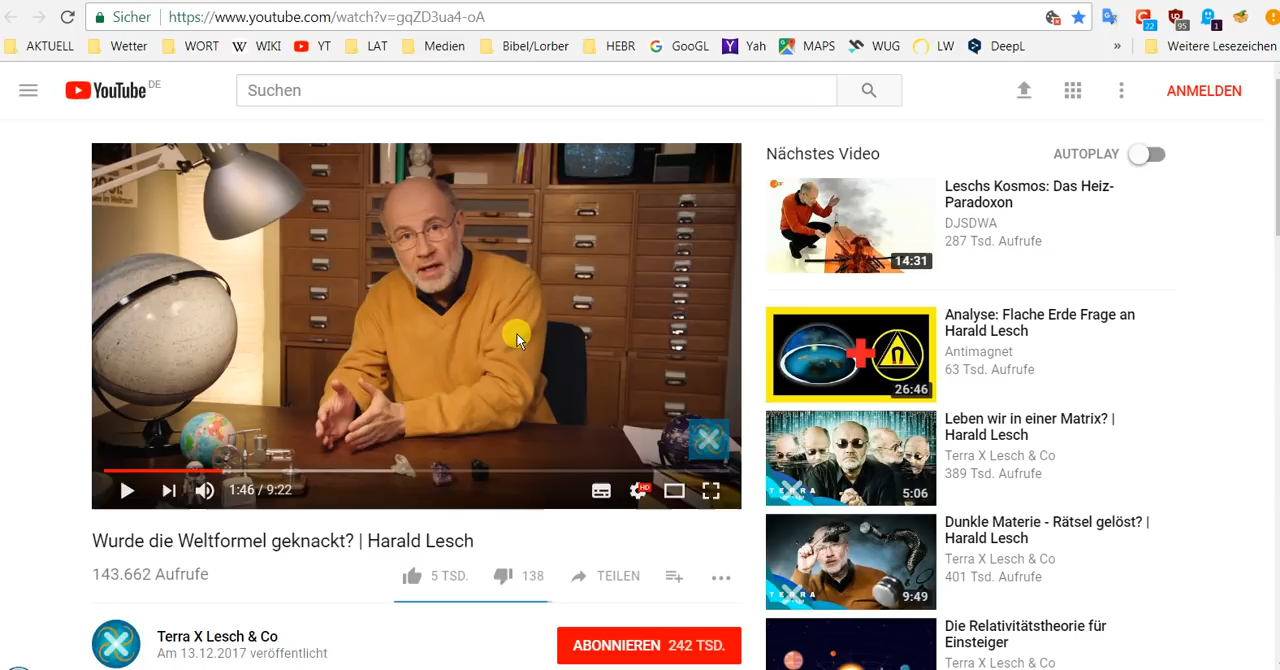 Sicher
https://www.youtube.com/watch?v=gqZD3ua4-oA
22
95
1
AKTUELL
Wetter
WORT
W WIKI
YT
LAT
Medien
Bibel/Lorber
HEBR
G GooGL
Y Yah
MAPS
WUG
LW
DeepL
»
Weitere Lesezeichen
YouTube DE
Suchen
ANMELDEN
Nächstes Video
AUTOPLAY
Leschs Kosmos: Das Heiz-
Paradoxon
DJSDWA
287 Tsd. Aufrufe
14:31
Analyse: Flache Erde Frage an
Harald Lesch
Antimagnet
63 Tsd. Aufrufe
26:46
Leben wir in einer Matrix? |
Harald Lesch
Terra X Lesch & Co
389 Tsd. Aufrufe
TERRA
5:06
Dunkle Materie - Rätsel gelöst? |
Harald Lesch
Terra X Lesch & Co
401 Tsd. Aufrufe
TERRA
9:49
Die Relativitätstheorie für
Einsteiger
Terra X Lesch & Co
1:46 / 9:22
HD
Wurde die Weltformel geknackt? | Harald Lesch
143.662 Aufrufe
5 TSD.
138
TEILEN
Terra X Lesch & Co
Am 13.12.2017 veröffentlicht
ABONNIEREN 242 TSD.